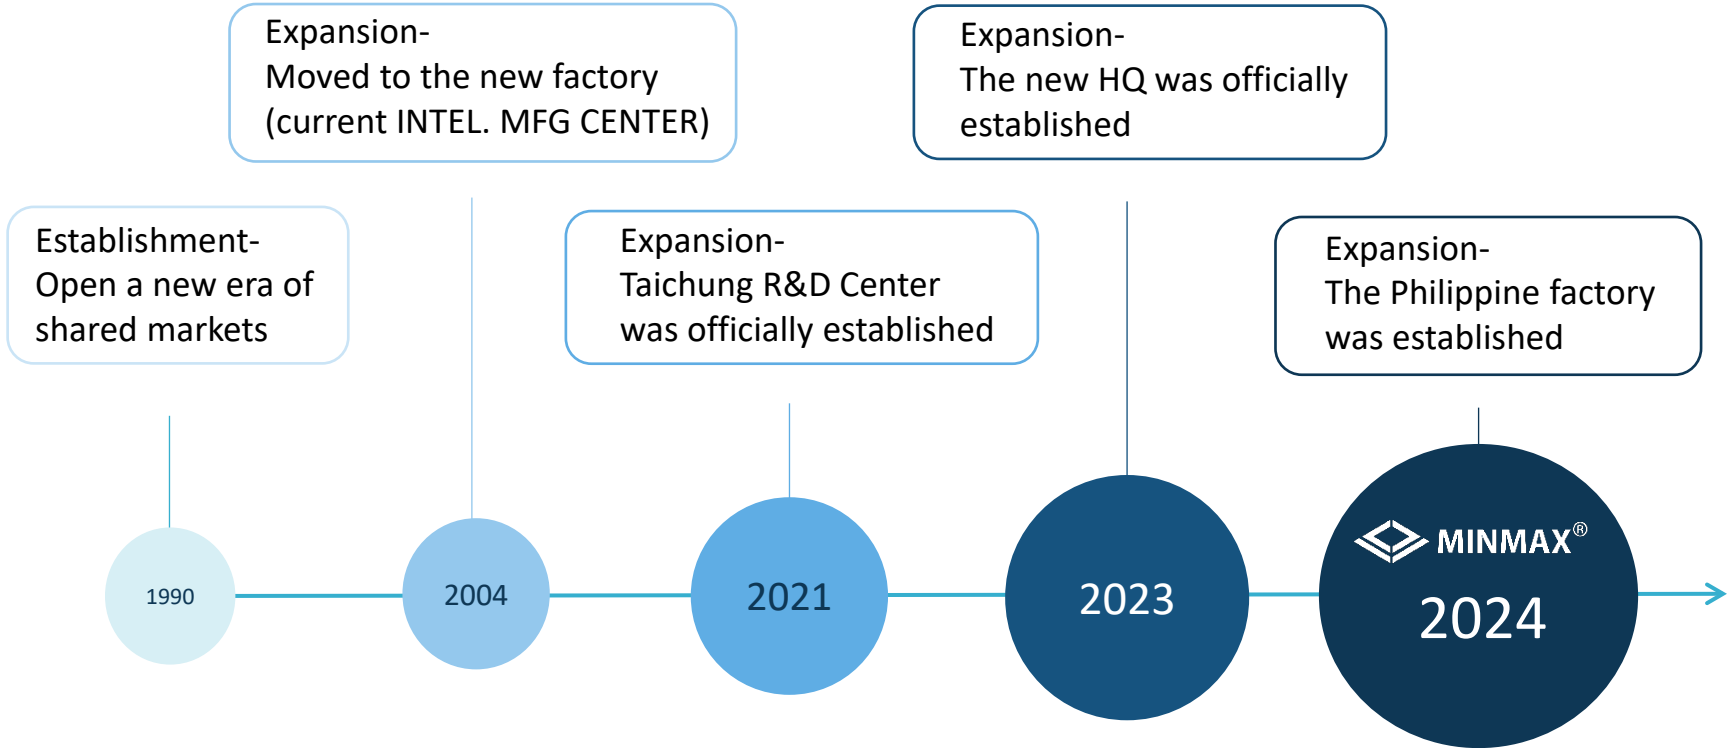 Expansion-
Moved to the new factory
(current INTEL. MFG CENTER)
Expansion-
The new HQ was officially
established
Establishment-
Open a new era of
shared markets
Expansion-
Taichung R&D Center
was officially established
Expansion-
The Philippine factory
was established
1990
2004
2021
2023
MINMAX®
2024